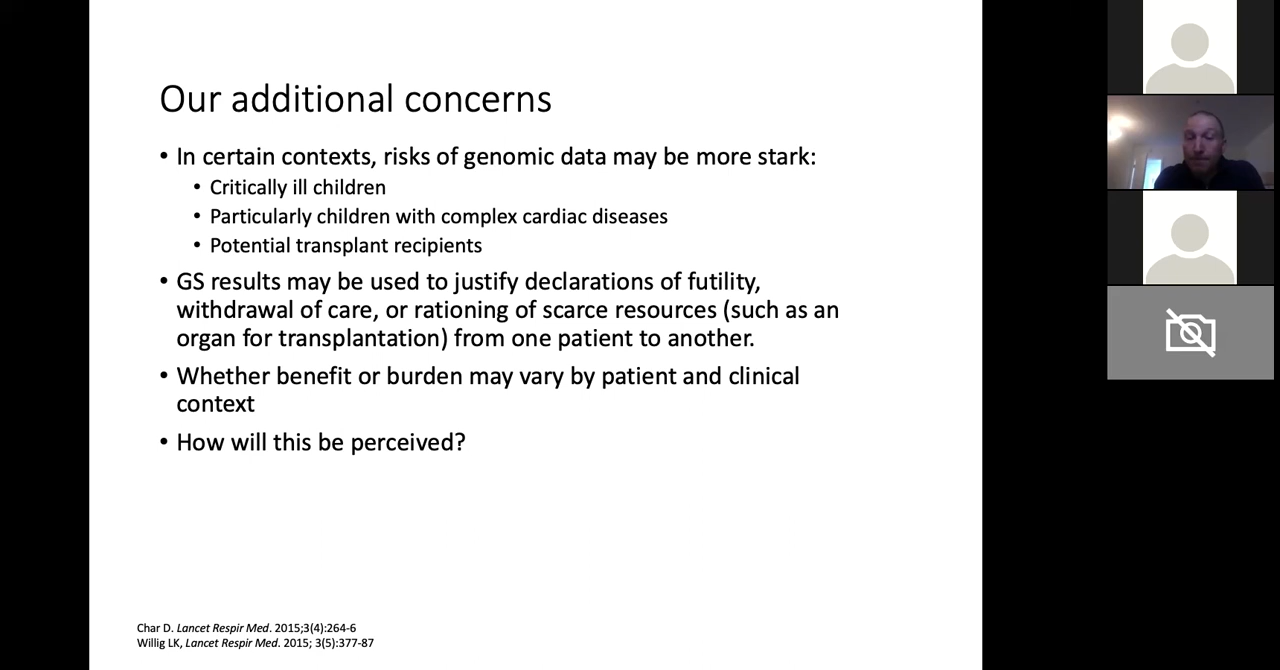 Our additional concerns
• In certain contexts, risks of genomic data may be more stark:
• Critically ill children
• Particularly children with complex cardiac diseases
• Potential transplant recipients
• GS results may be used to justify declarations of futility,
withdrawal of care, or rationing of scarce resources (such as an
organ for transplantation) from one patient to another.
• Whether benefit or burden may vary by patient and clinical
context
• How will this be perceived?
Char D. Lancet Respir Med. 2015;3(4):264-6
Willig LK, Lancet Respir Med. 2015; 3(5):377-87